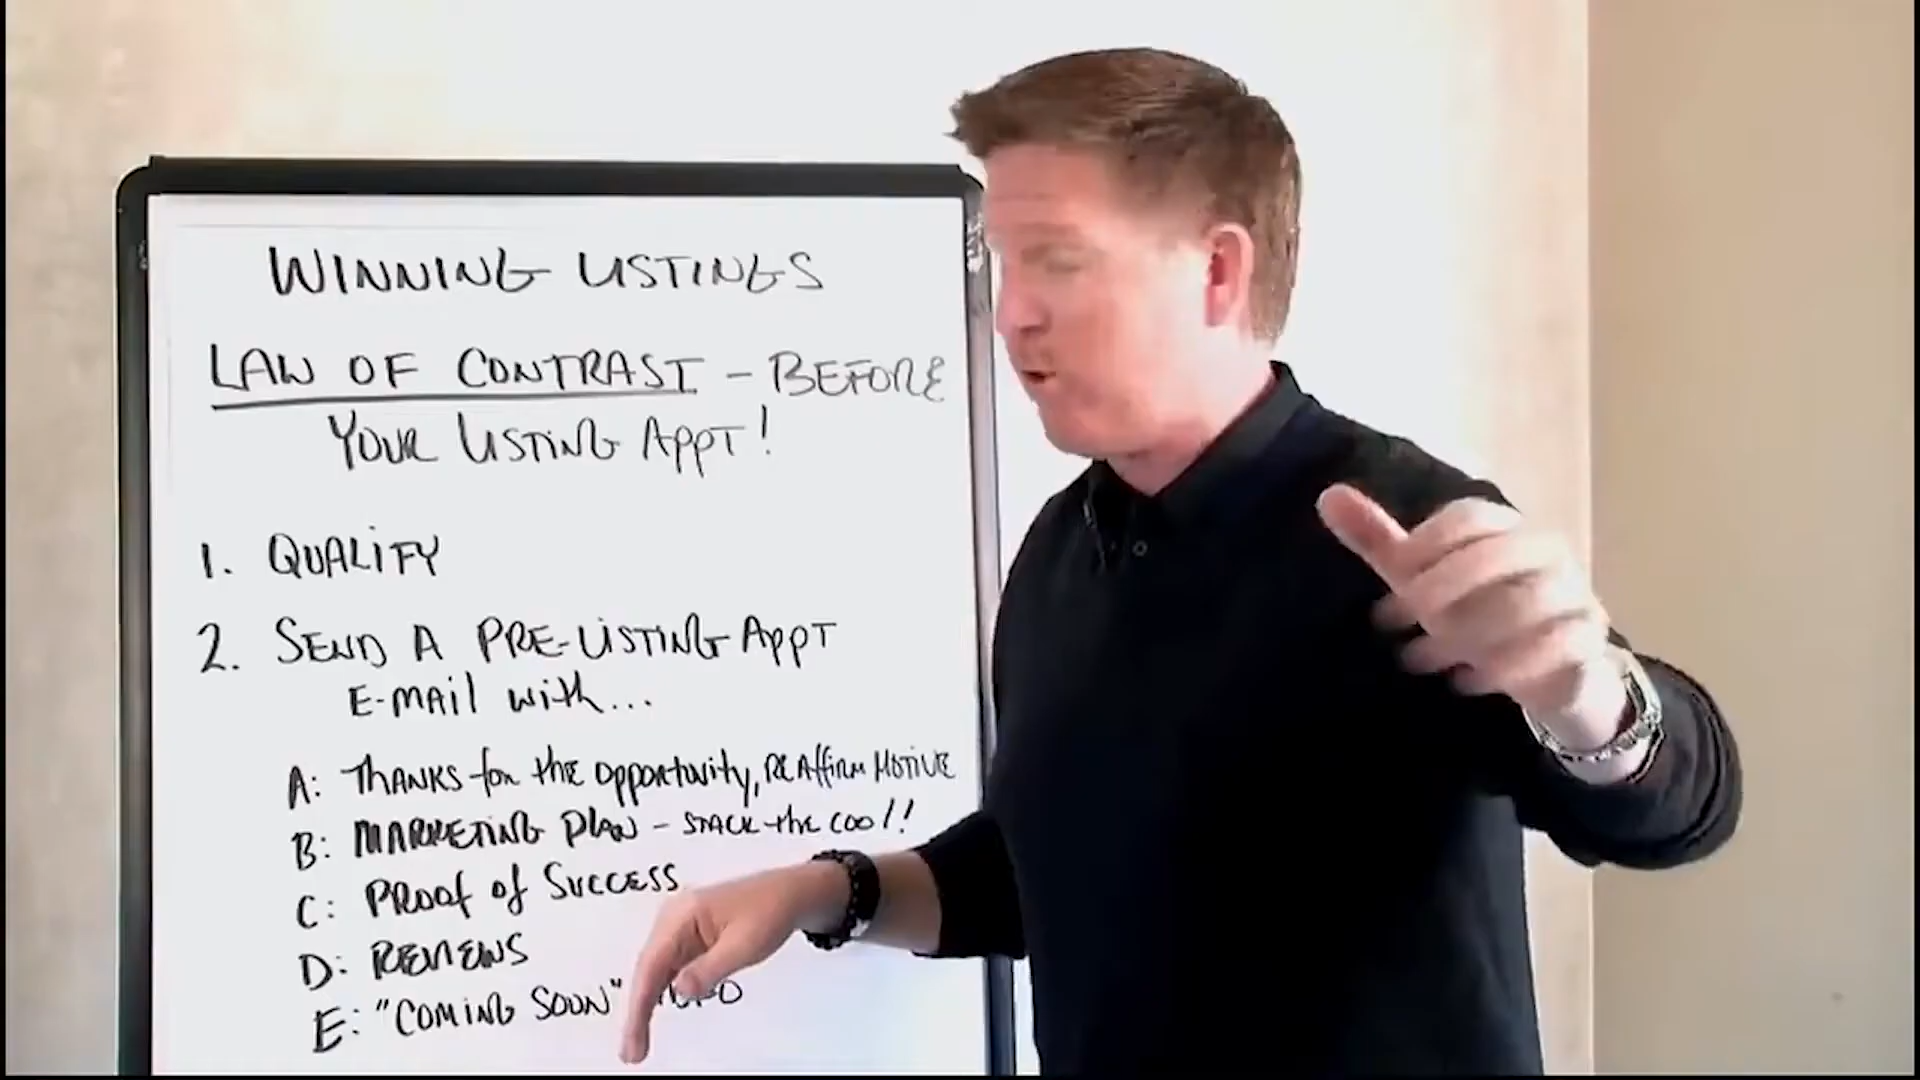 WINNING LISTINGS
LAW OF CONTRAST - BEFORE
YOUR LISTING APPT!
1. QUALIFY
2. SEND A PRE-LISTING APPT
E-MAIL with...
A: THANKS for the opportunity, REAffirm MOTIVE
B: MARKETING PLAN - STACK the COOL!!
C: PROOf of SUCCESS
D: REVIEWS
E: "COMING SOON"